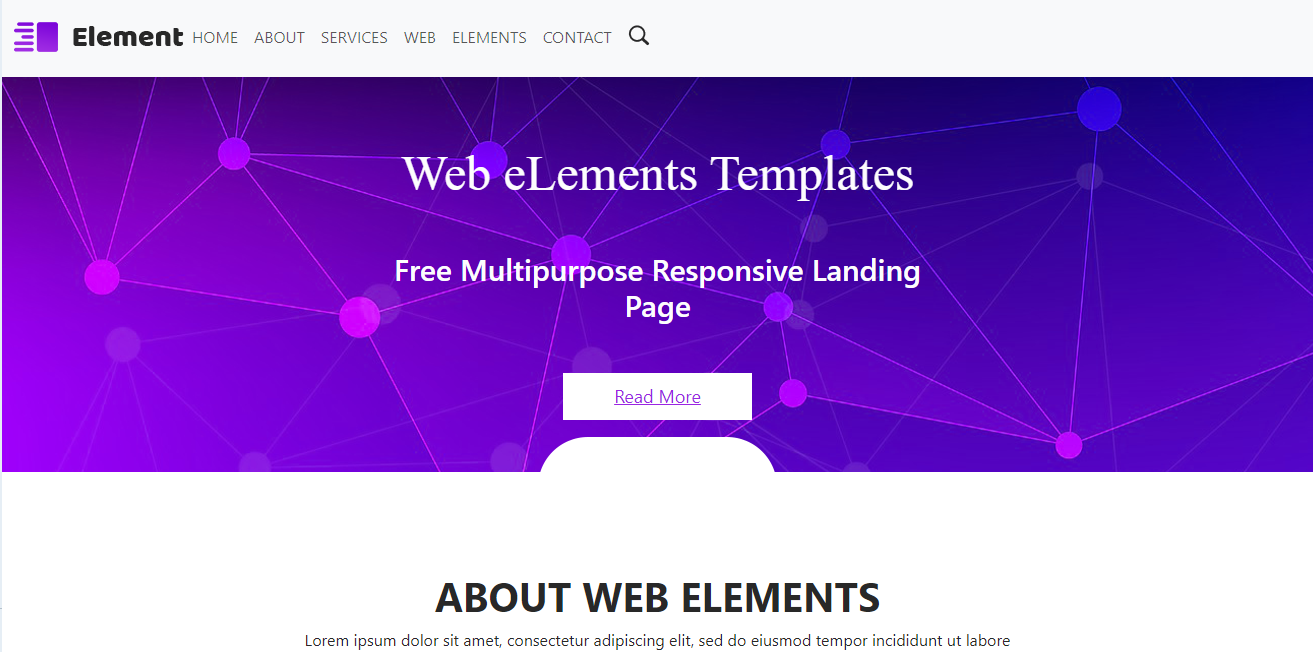 Element HOME ABOUT SERVICES WEB ELEMENTS CONTACT
Web eLements Templates
Free Multipurpose Responsive Landing
Page
Read More
ABOUT WEB ELEMENTS
Lorem ipsum dolor sit amet, consectetur adipiscing elit, sed do eiusmod tempor incididunt ut labore